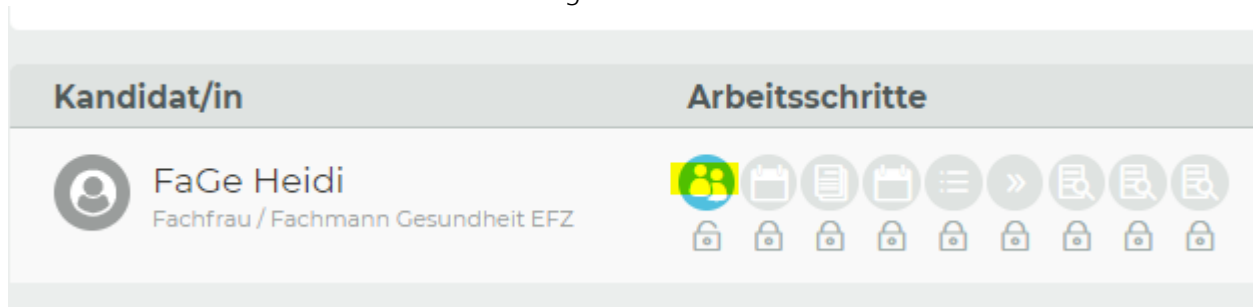 Kandidat/in Arbeitsschritte
FaGe Heidi
Fachfrau / Fachmann Gesundheit EFZ